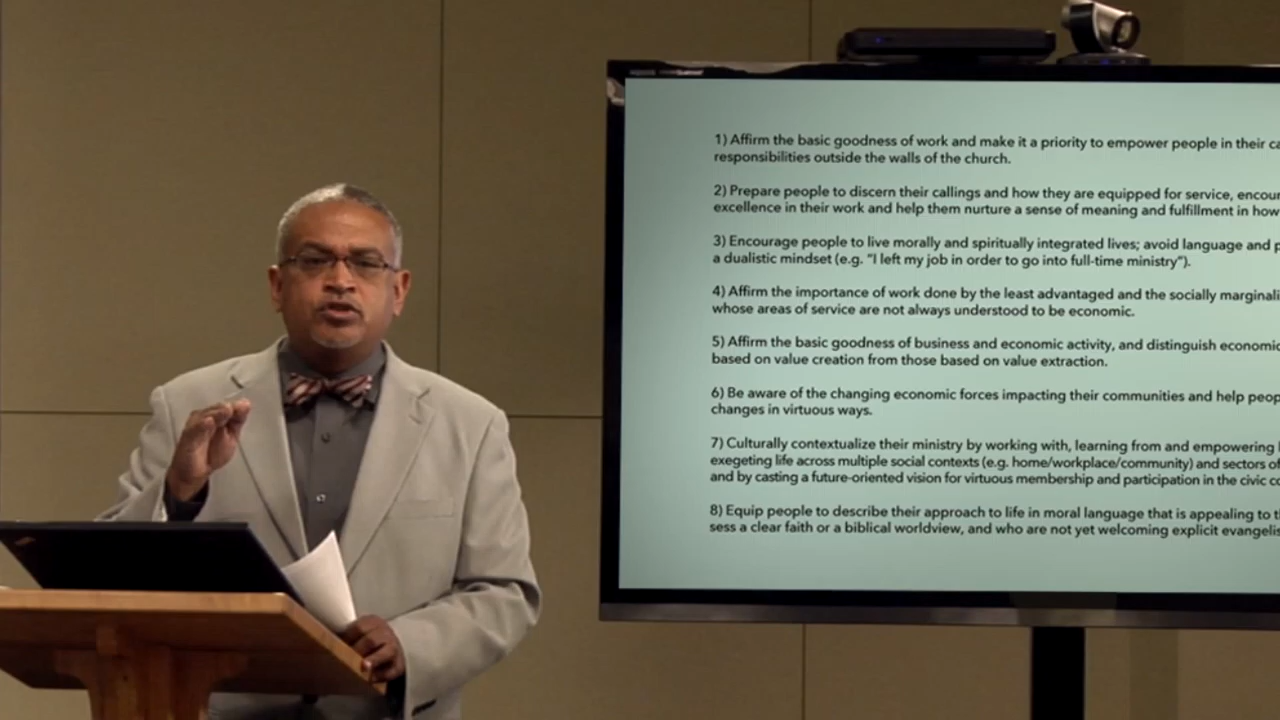 1) Affirm the basic goodness of work and make it a priority to empower people in their
responsibilities outside the walls of the church.
2) Prepare people to discern their callings and how they are equipped for service,
excellence in their work and help them nurture a sense of meaning and fulfillment in how
3) Encourage people to live morally and spiritually integrated lives; avoid language and
a dualistic mindset (e.g. “I left my job in order to go into full-time ministry”).
4) Affirm the importance of work done by the least advantaged and the socially
whose areas of service are not always understood to be economic.
5) Affirm the basic goodness of business and economic activity, and distinguish
based on value creation from those based on value extraction.
6) Be aware of the changing economic forces impacting their communities and help
changes in virtuous ways.
7) Culturally contextualize their ministry by working with, learning from and empowering
exegeting life across multiple social contexts (e.g. home/workplace/community) and sectors of
and by casting a future-oriented vision for virtuous membership and participation in the civic
8) Equip people to describe their approach to life in moral language that is appealing to
sess a clear faith or a biblical worldview, and who are not yet welcoming explicit